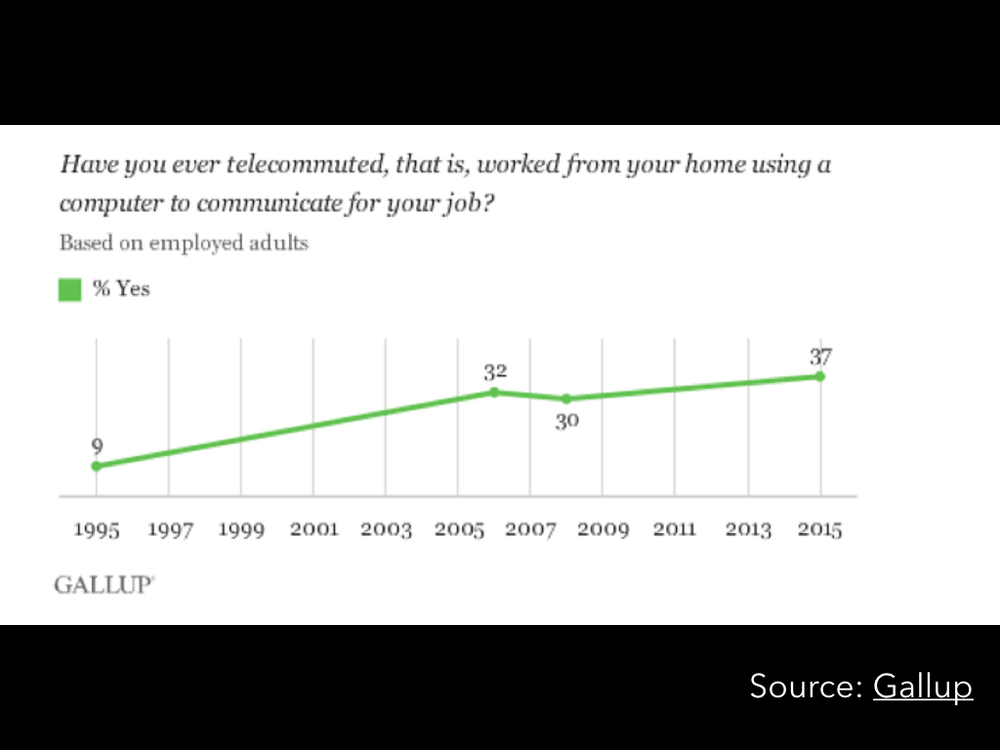 Have you ever telecommuted, that is, worked from your home using a
computer to communicate for your job?
Based on employed adults
% Yes
9
32
30
37
1995 1997 1999 2001 2003 2005 2007 2009 2011 2013 2015
GALLUP®
Source: Gallup